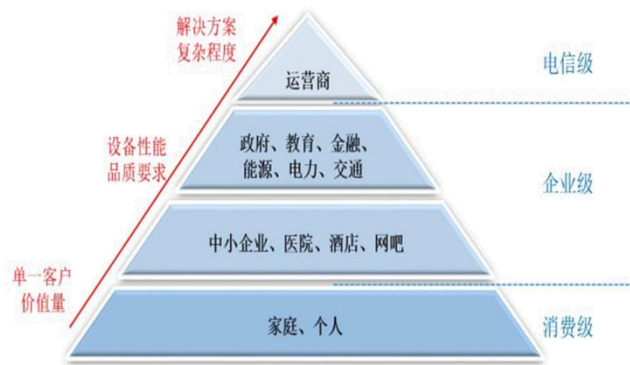 解决方案
复杂程度
运营商
电信级
设备性能
品质要求
政府、教育、金融、
能源、电力、交通
企业级
中小企业、医院、酒店、网吧
单一客户
价值量
家庭、个人
消费级